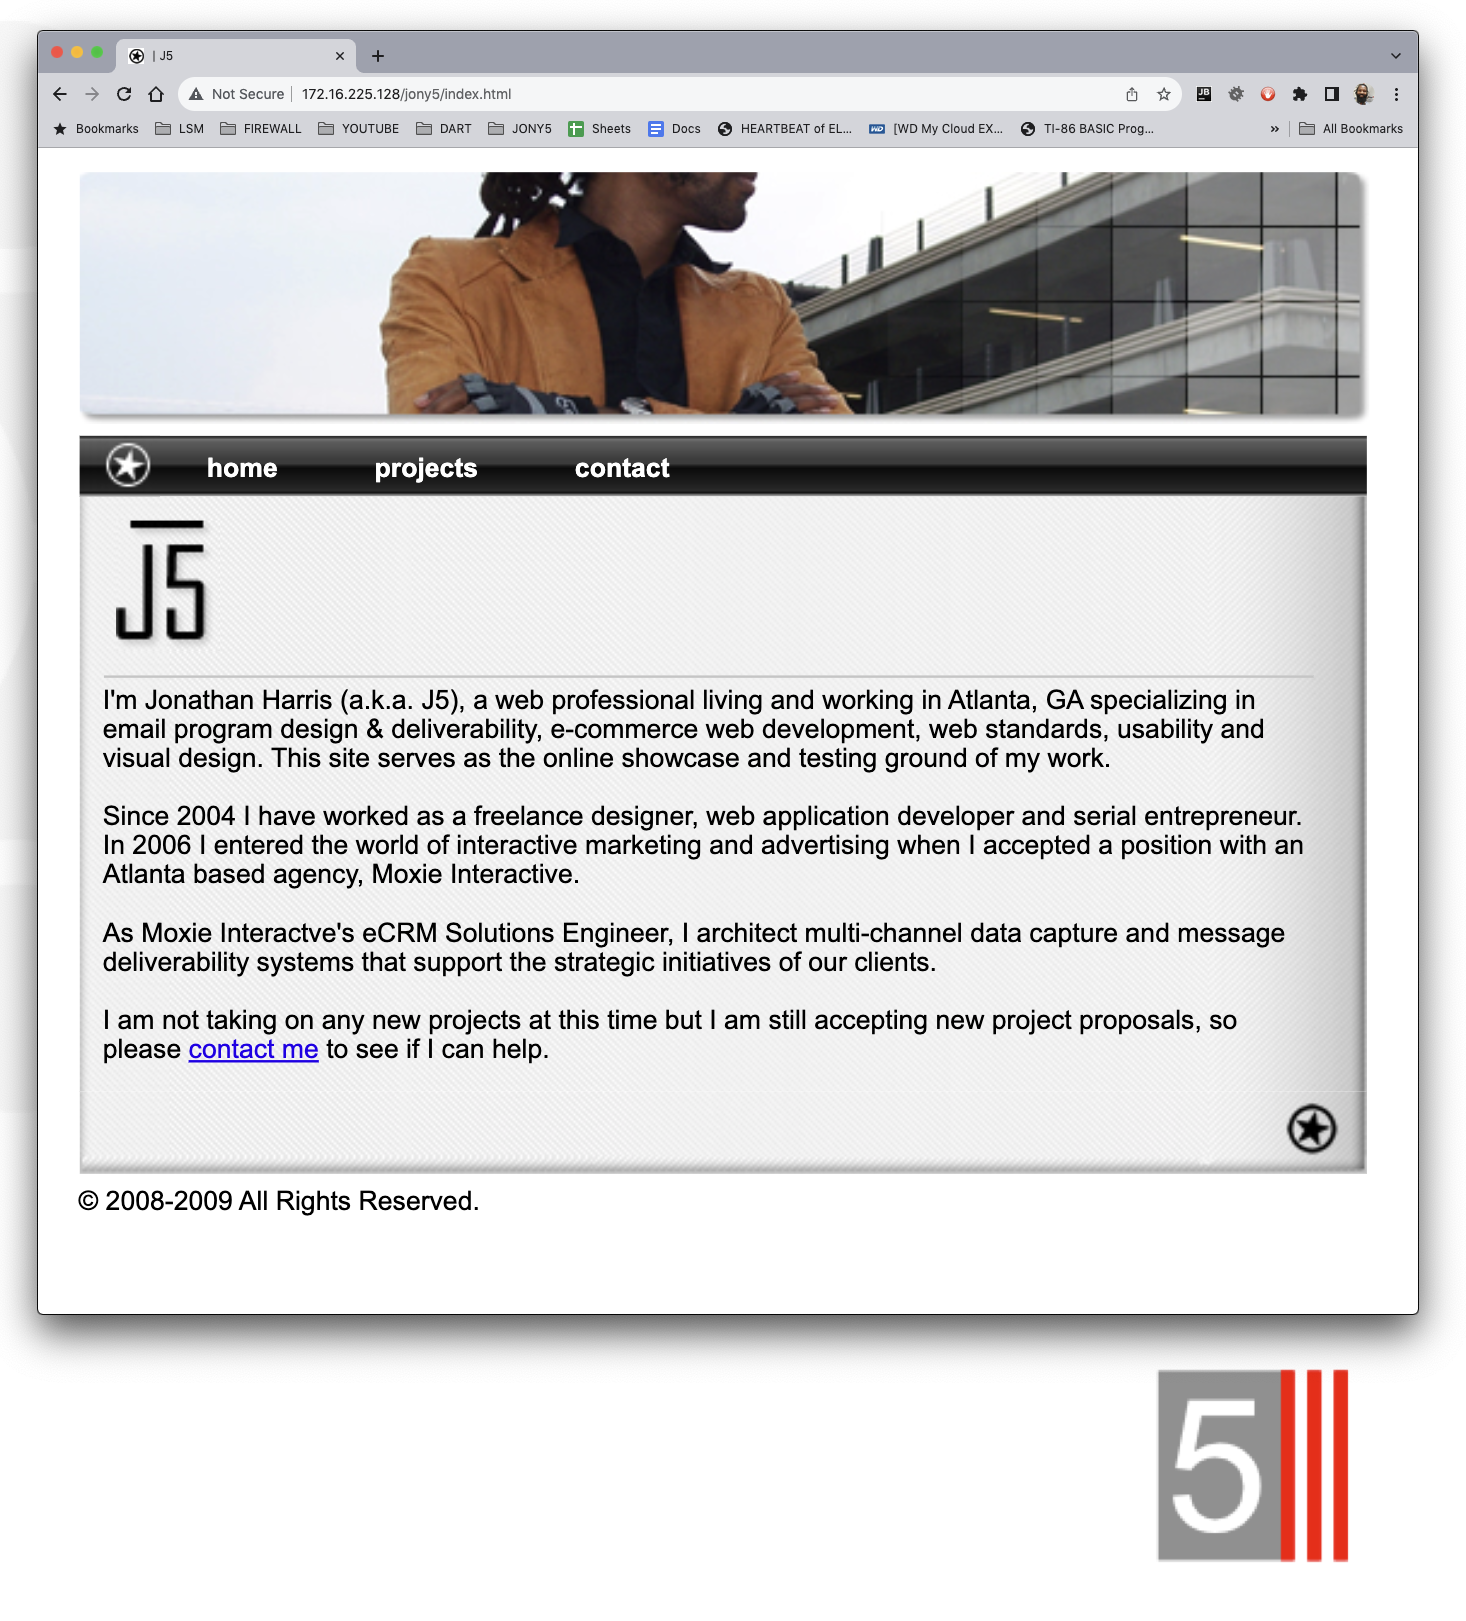 | J5
Not Secure 172.16.225.128/jony5/index.html
JB
Bookmarks LSM FIREWALL YOUTUBE DART JONY5 Sheets Docs HEARTBEAT of EL... WD [WD My Cloud EX... TI-86 BASIC Prog... » All Bookmarks
home projects contact
J5
I'm Jonathan Harris (a.k.a. J5), a web professional living and working in Atlanta, GA specializing in
email program design & deliverability, e-commerce web development, web standards, usability and
visual design. This site serves as the online showcase and testing ground of my work.
Since 2004 I have worked as a freelance designer, web application developer and serial entrepreneur.
In 2006 I entered the world of interactive marketing and advertising when I accepted a position with an
Atlanta based agency, Moxie Interactive.
As Moxie Interactve's eCRM Solutions Engineer, I architect multi-channel data capture and message
deliverability systems that support the strategic initiatives of our clients.
I am not taking on any new projects at this time but I am still accepting new project proposals, so
please contact me to see if I can help.
© 2008-2009 All Rights Reserved.
5